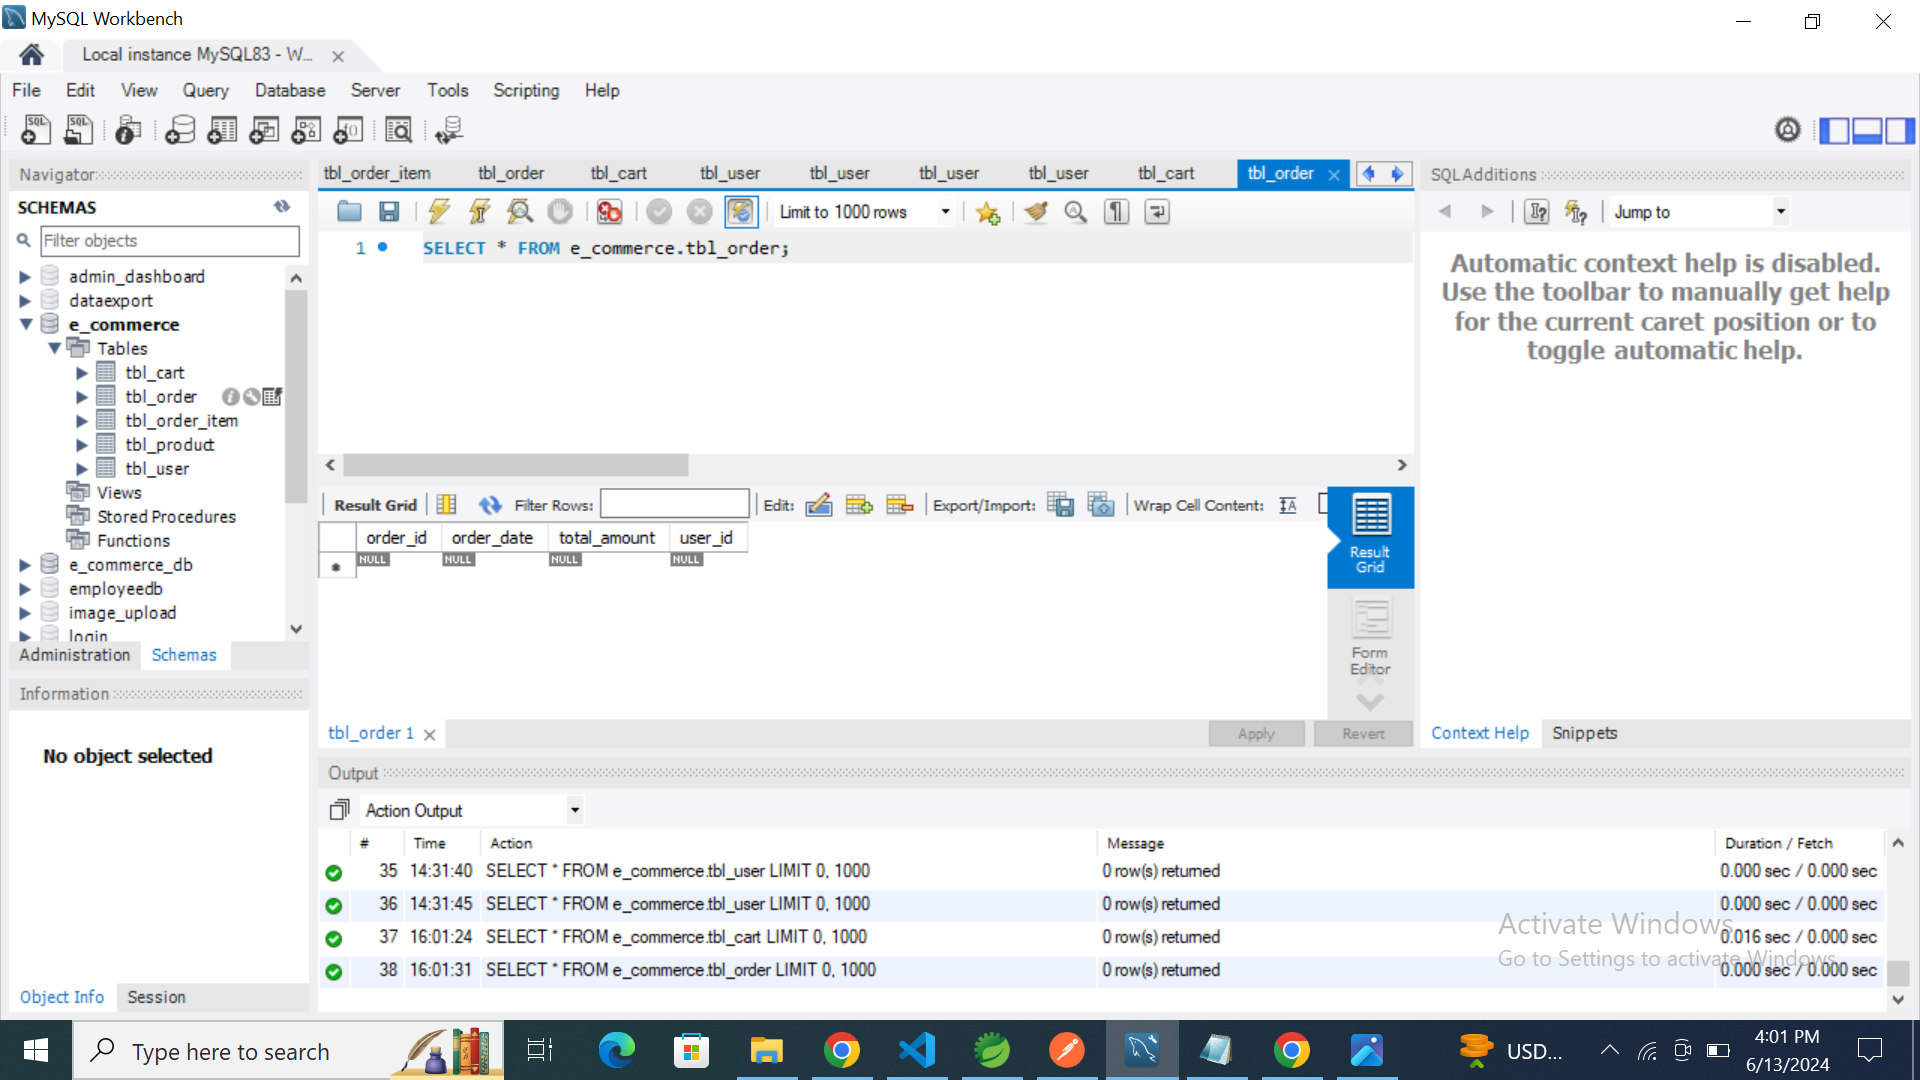 MySQL Workbench
Local instance MySQL83 - W...
File Edit View Query Database Server Tools Scripting Help
Navigator
SCHEMAS
Filter objects
admin_dashboard
dataexport
e_commerce
Tables
tbl_cart
tbl_order
tbl_order_item
tbl_product
tbl_user
Views
Stored Procedures
Functions
e_commerce_db
employeedb
image_upload
login
Administration Schemas
Information
No object selected
Object Info Session
tbl_order_item tbl_order tbl_cart tbl_user tbl_user tbl_user tbl_user tbl_cart tbl_order
Limit to 1000 rows
1 SELECT * FROM e_commerce.tbl_order;
Result Grid Filter Rows: Edit: Export/Import: Wrap Cell Content:
order_id order_date total_amount user_id
NULL NULL NULL NULL
Result
Grid
Form
Editor
tbl_order 1
Apply Revert
SQLAdditions
Jump to
Automatic context help is disabled.
Use the toolbar to manually get help
for the current caret position or to
toggle automatic help.
Context Help Snippets
Output
Action Output
# Time Action Message Duration / Fetch
35 14:31:40 SELECT * FROM e_commerce.tbl_user LIMIT 0, 1000 0 row(s) returned 0.000 sec / 0.000 sec
36 14:31:45 SELECT * FROM e_commerce.tbl_user LIMIT 0, 1000 0 row(s) returned 0.000 sec / 0.000 sec
37 16:01:24 SELECT * FROM e_commerce.tbl_cart LIMIT 0, 1000 0 row(s) returned 0.016 sec / 0.000 sec
38 16:01:31 SELECT * FROM e_commerce.tbl_order LIMIT 0, 1000 0 row(s) returned 0.000 sec / 0.000 sec
Activate Windows
Go to Settings to activate Windows.
Type here to search
USD...
4:01 PM
6/13/2024